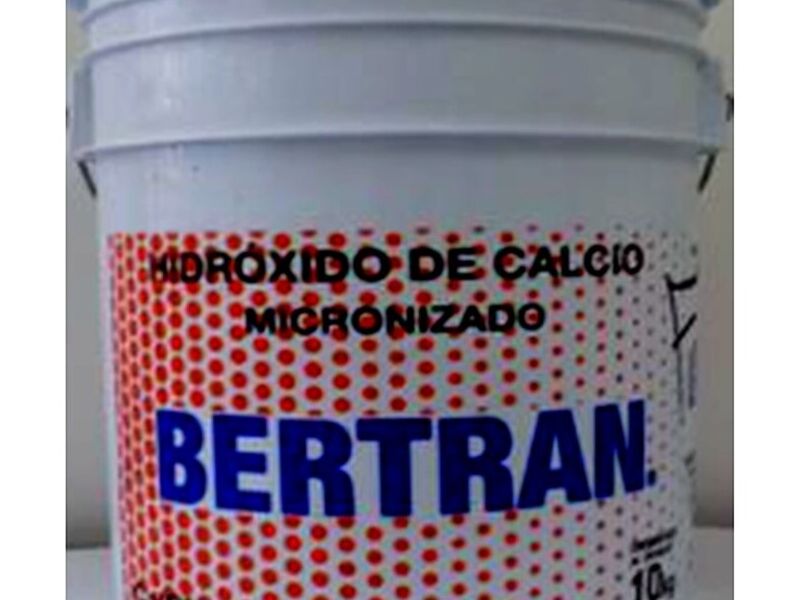 HIDRÓXIDO DE CALCIO
MICRONIZADO
BERTRAN.
10kg